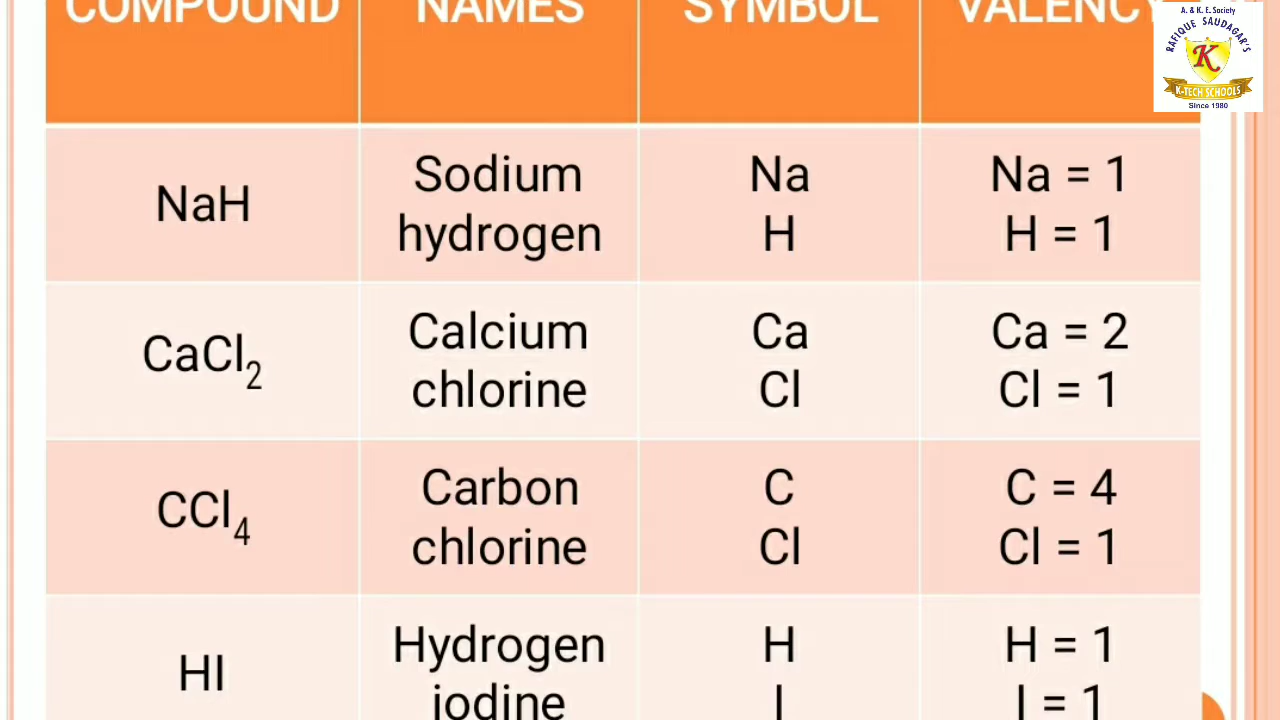 COMPOUND NAMES SYMBOL VALENCY
A. & K. E. Society
RAFIQUE SAUDAGAR'S
K
K-TECH SCHOOLS
Since 1980
NaH
Sodium
hydrogen
Na
H
Na = 1
H = 1
CaCl₂
Calcium
chlorine
Ca
Cl
Ca = 2
Cl = 1
CCl₄
Carbon
chlorine
C
Cl
C = 4
Cl = 1
HI
Hydrogen
iodine
H
I
H = 1
I = 1